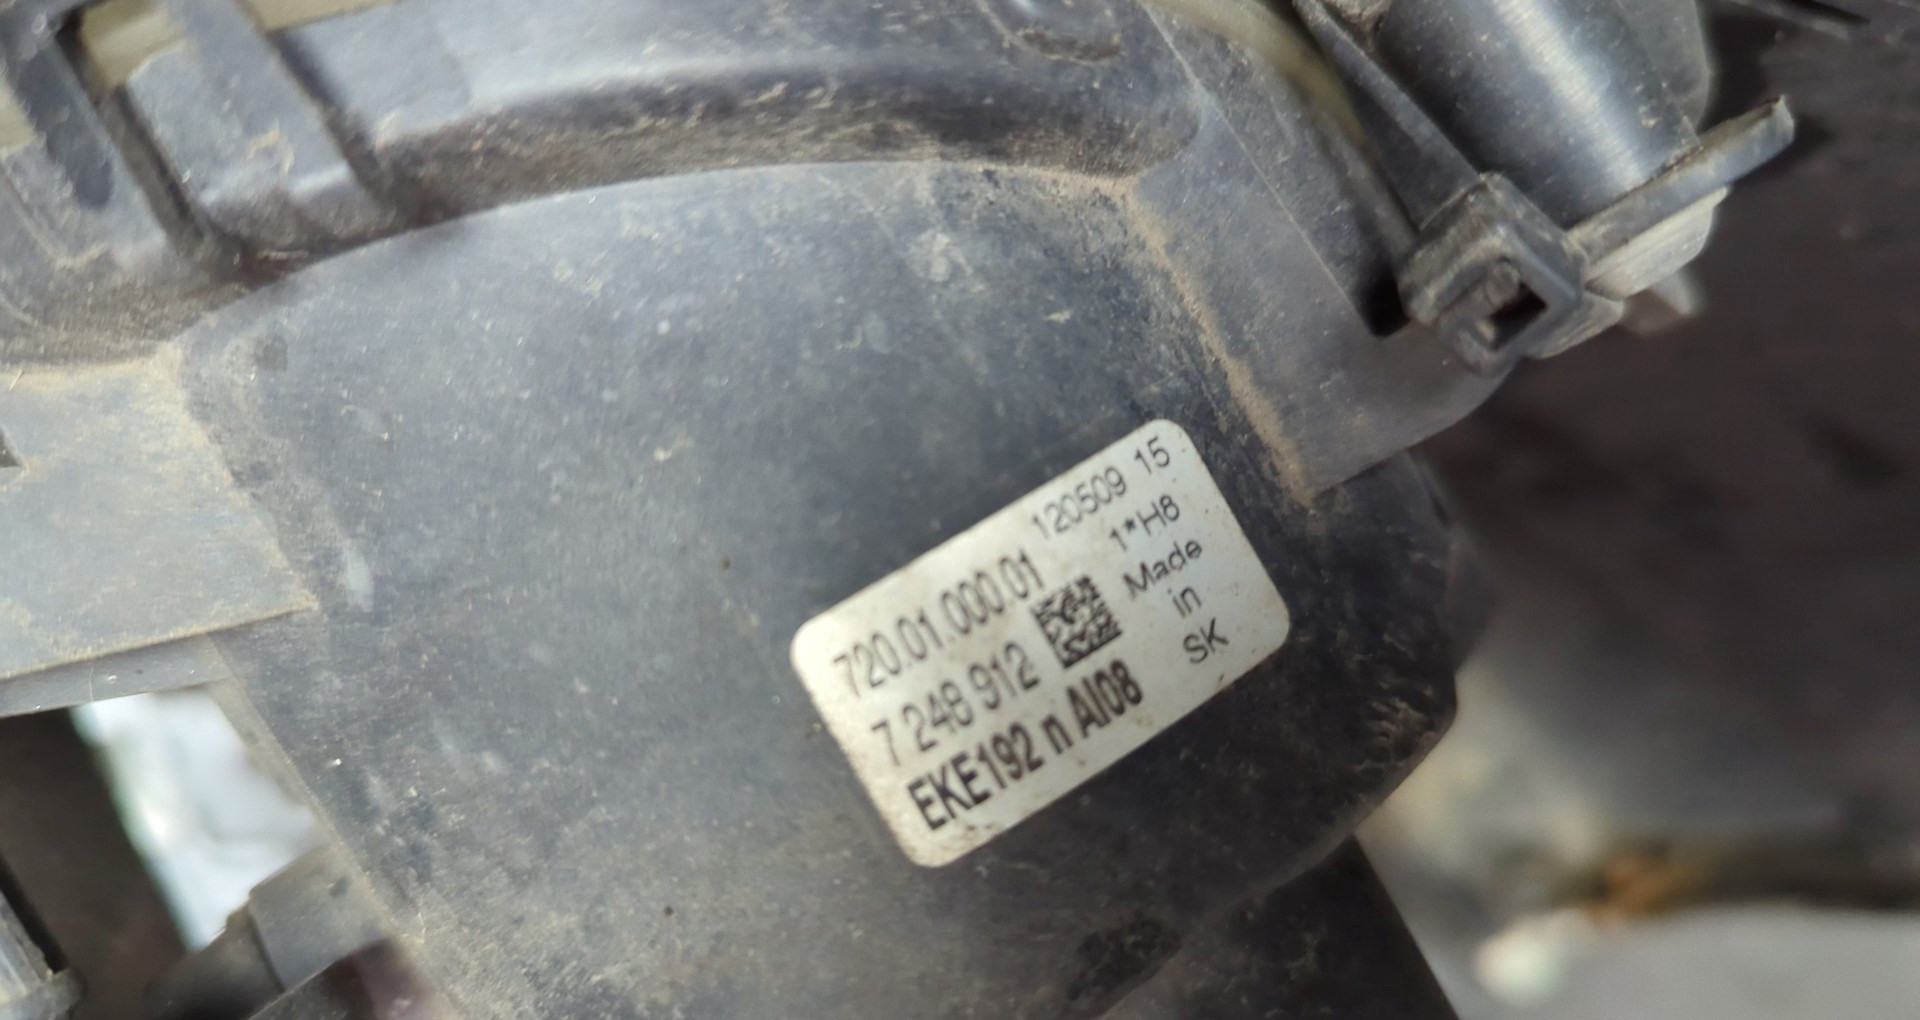 720.01.000.01 120509 15
7 248 912 1*H8
EKE192 n AI08 Made
in
SK